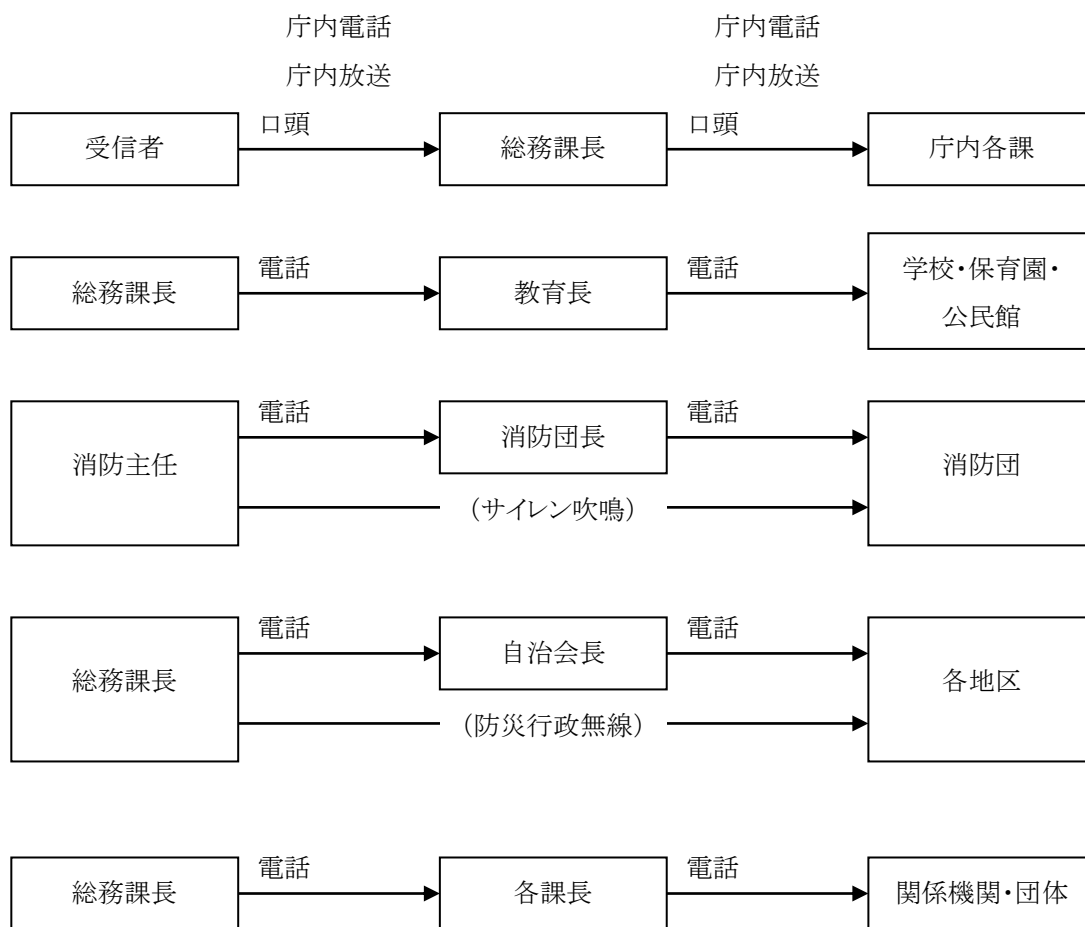 庁内電話
庁内放送
口頭
庁内電話
庁内放送
口頭
受信者
総務課長
庁内各課
総務課長
電話
教育長
電話
学校・保育園・
公民館
消防主任
電話
消防団長
電話
消防団
(サイレン吹鳴)
総務課長
電話
自治会長
電話
各地区
(防災行政無線)
総務課長
電話
各課長
電話
関係機関・団体